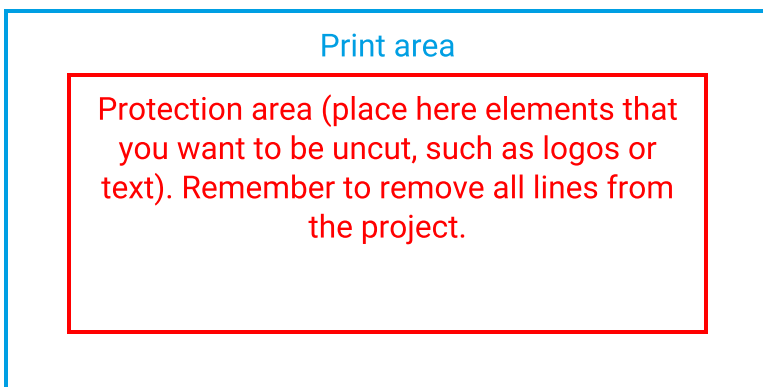 Print area
Protection area (place here elements that
you want to be uncut, such as logos or
text). Remember to remove all lines from
the project.